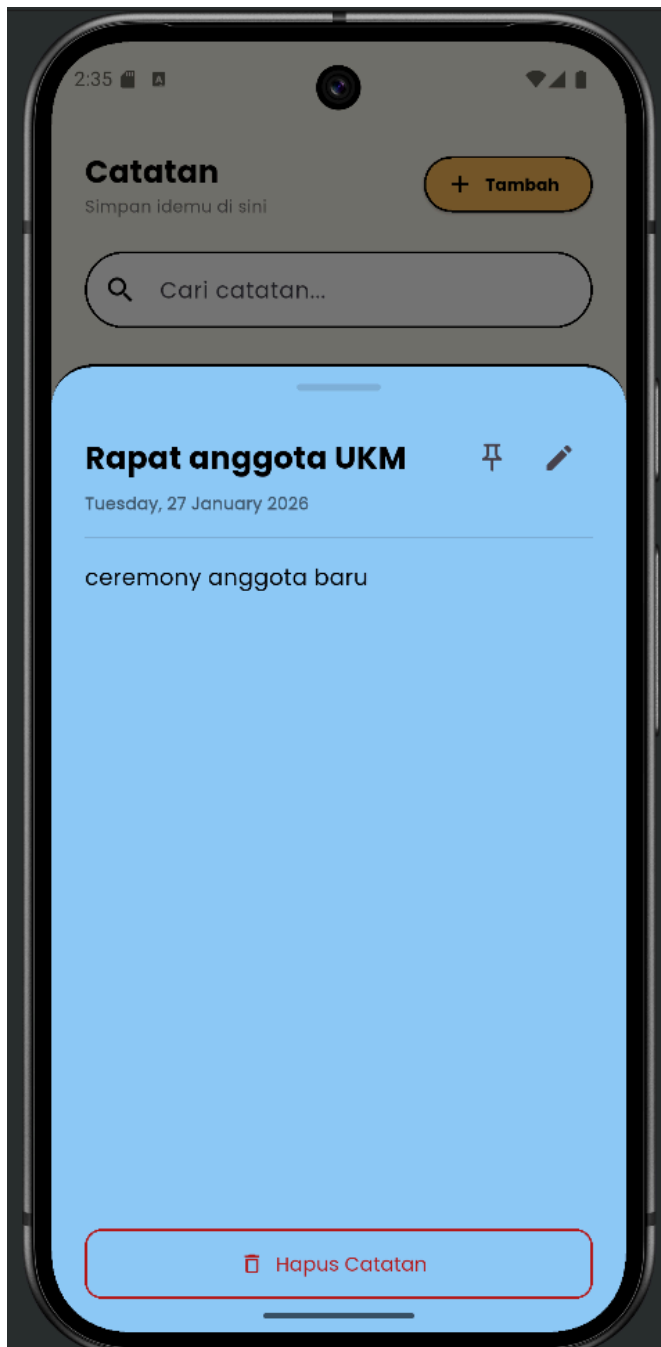 2:35
Catatan
Simpan idemu di sini
+ Tambah
Cari catatan...
Rapat anggota UKM
Tuesday, 27 January 2026
ceremony anggota baru
Hapus Catatan